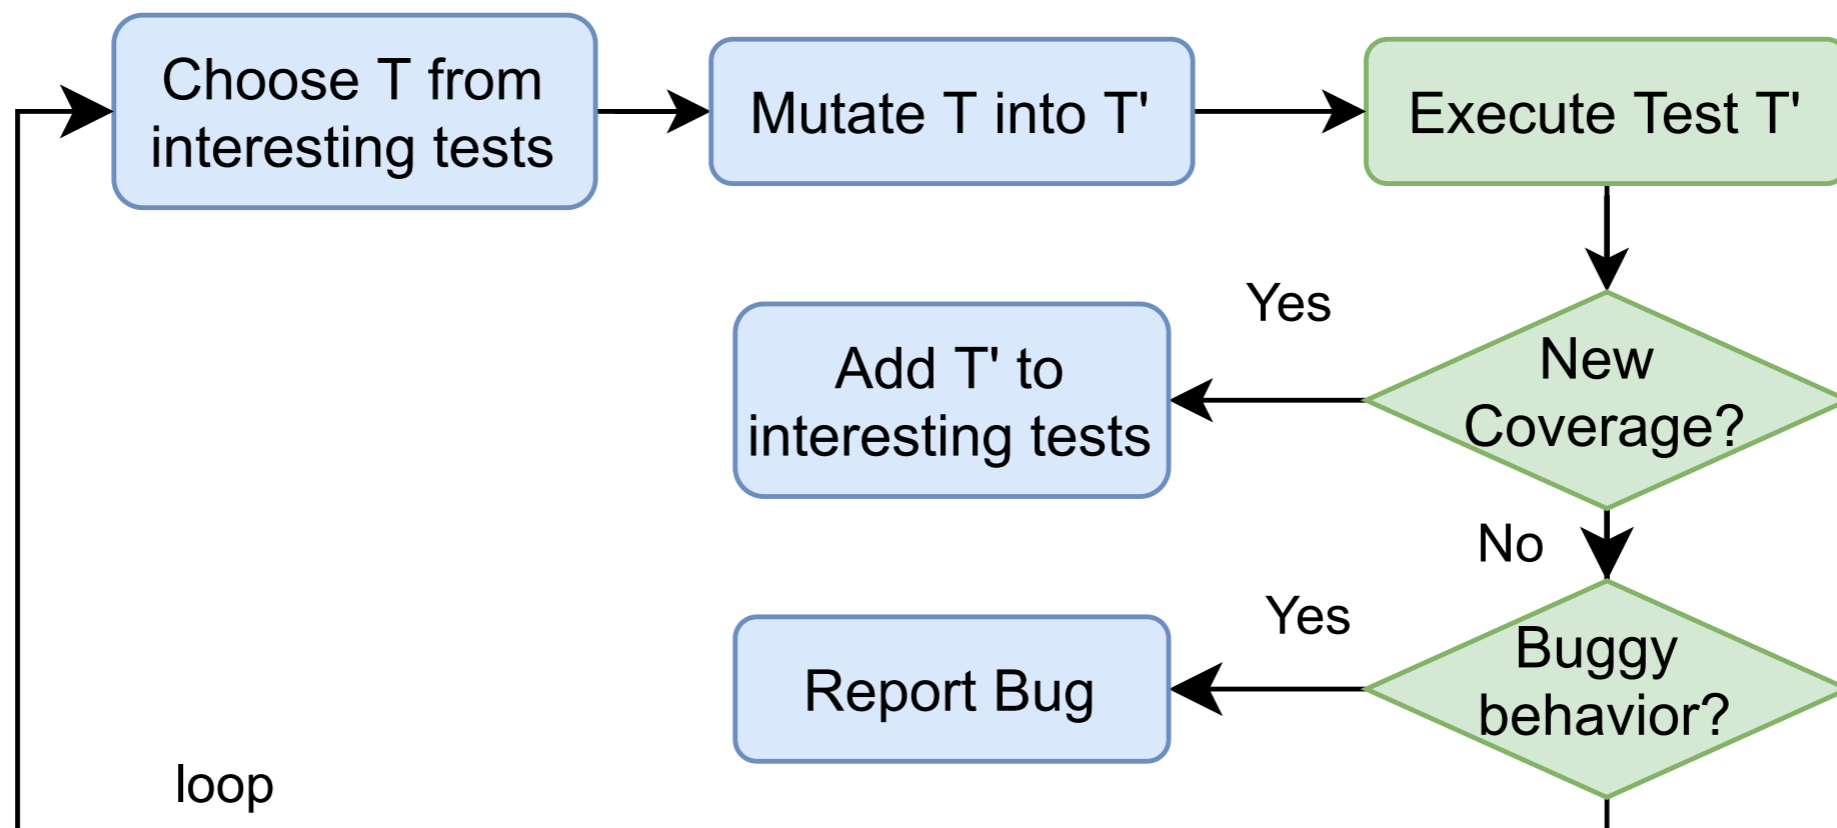 Choose T from
interesting tests
Mutate T into T'
Execute Test T'
Yes
New
Coverage?
Add T' to
interesting tests
No
Yes
Buggy
behavior?
Report Bug
loop